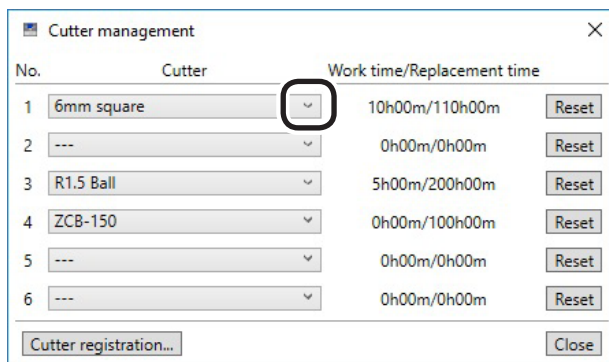 Cutter management
No. Cutter Work time/Replacement time
1 6mm square 10h00m/110h00m Reset
2 --- 0h00m/0h00m Reset
3 R1.5 Ball 5h00m/200h00m Reset
4 ZCB-150 0h00m/100h00m Reset
5 --- 0h00m/0h00m Reset
6 --- 0h00m/0h00m Reset
Cutter registration... Close